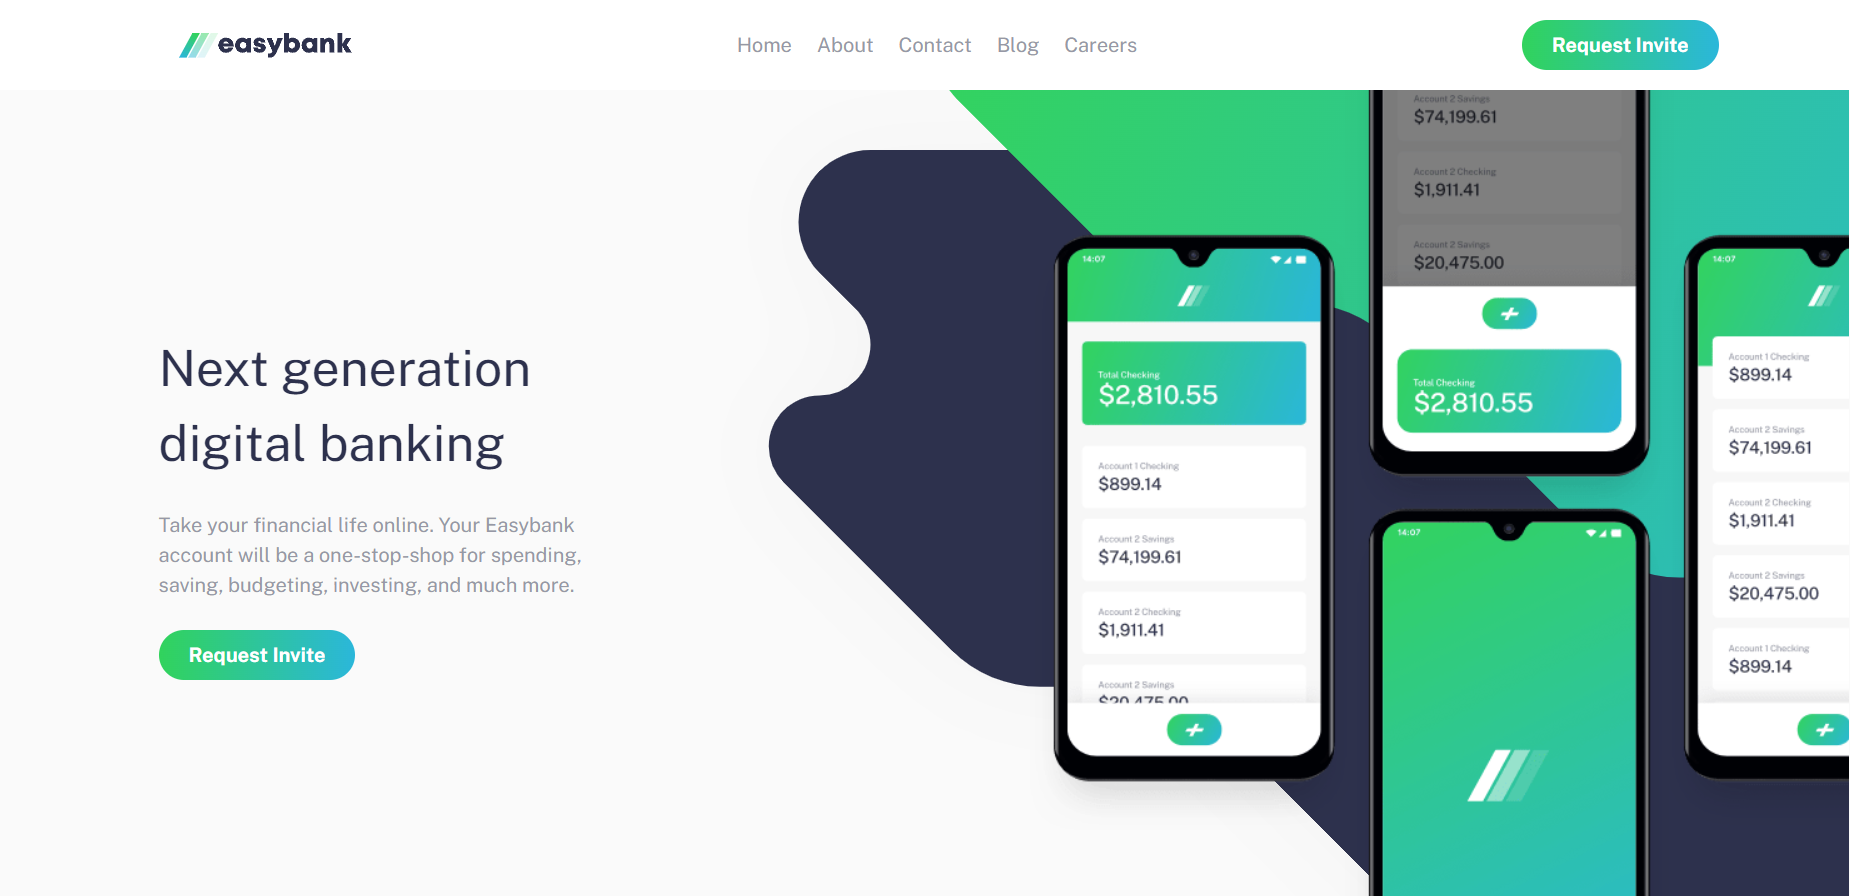 easybank
Home About Contact Blog Careers
Request Invite
Next generation
digital banking
Take your financial life online. Your Easybank
account will be a one-stop-shop for spending,
saving, budgeting, investing, and much more.
Request Invite
14:07
Total Checking
$2,810.55
Account 1 Checking
$899.14
Account 2 Savings
$74,199.61
Account 2 Checking
$1,911.41
Account 2 Savings
$20,475.00
Account 2 Savings
$74,199.61
Account 2 Checking
$1,911.41
Account 2 Savings
$20,475.00
Total Checking
$2,810.55
14:07
14:07
Account 1 Checking
$899.14
Account 2 Savings
$74,199.61
Account 2 Checking
$1,911.41
Account 2 Savings
$20,475.00
Account 1 Checking
$899.14